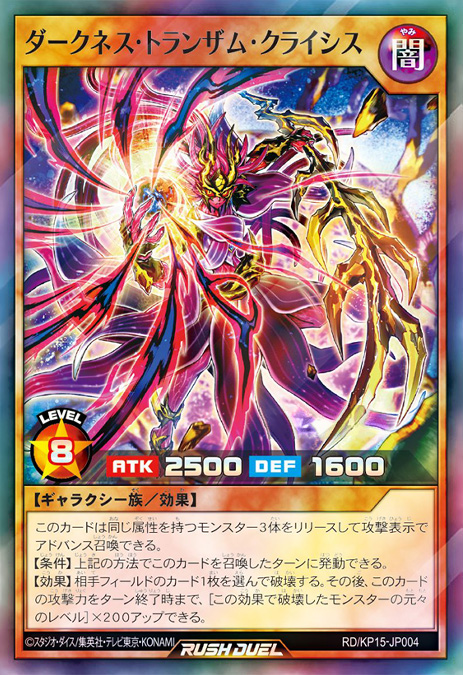 ダークネス・トランザム・クライシス
やみ
闇
LEVEL
8
ATK 2500 DEF 1600
【ギャラクシー族／効果】
このカードは同じ属性を持つモンスター3体をリリースして攻撃表示で
アドバンス召喚できる。
【条件】上記の方法でこのカードを召喚したターンに発動できる。
【効果】相手フィールドのカード1枚を選んで破壊する。その後、このカード
の攻撃力をターン終了時まで、[この効果で破壊したモンスターの元々
のレベル]×200アップできる。
©スタジオ・ダイス/集英社・テレビ東京・KONAMI
RUSH DUEL
RD/KP15-JP004